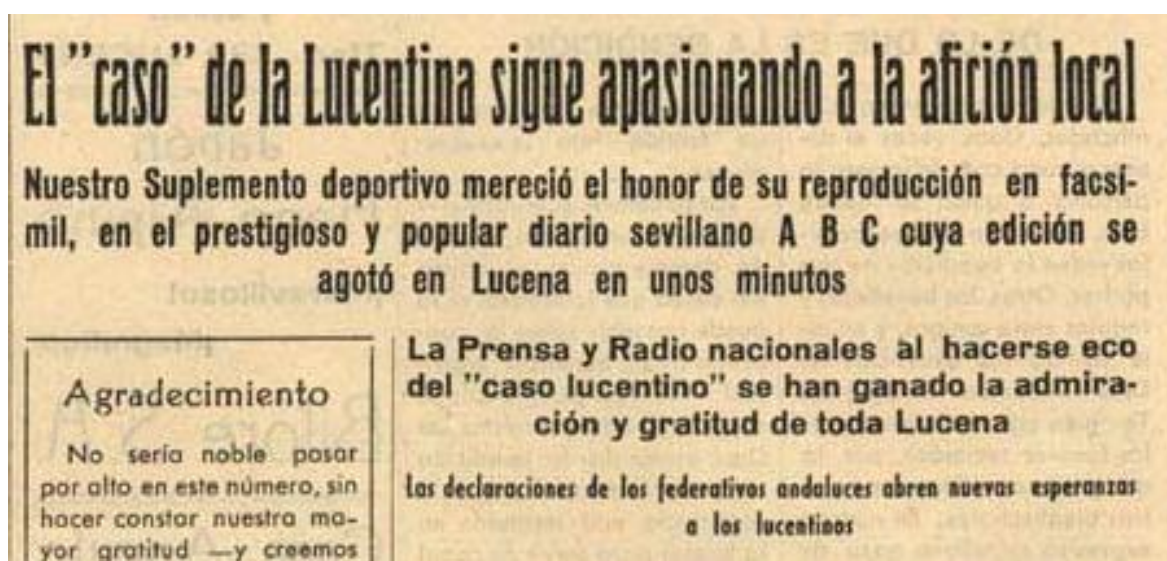 El "caso" de la Lucentina sigue apasionando a la afición local
Nuestro Suplemento deportivo mereció el honor de su reproducción en facsí-
mil, en el prestigioso y popular diario sevillano A B C cuya edición se
agotó en Lucena en unos minutos
Agradecimiento
No sería noble pasar
por alto en este número, sin
hacer constar nuestra ma-
yor gratitud —y creemos
La Prensa y Radio nacionales al hacerse eco
del "caso lucentino" se han ganado la admira-
ción y gratitud de toda Lucena
Las declaraciones de los federativos andaluces abren nuevas esperanzas
a los lucentinos